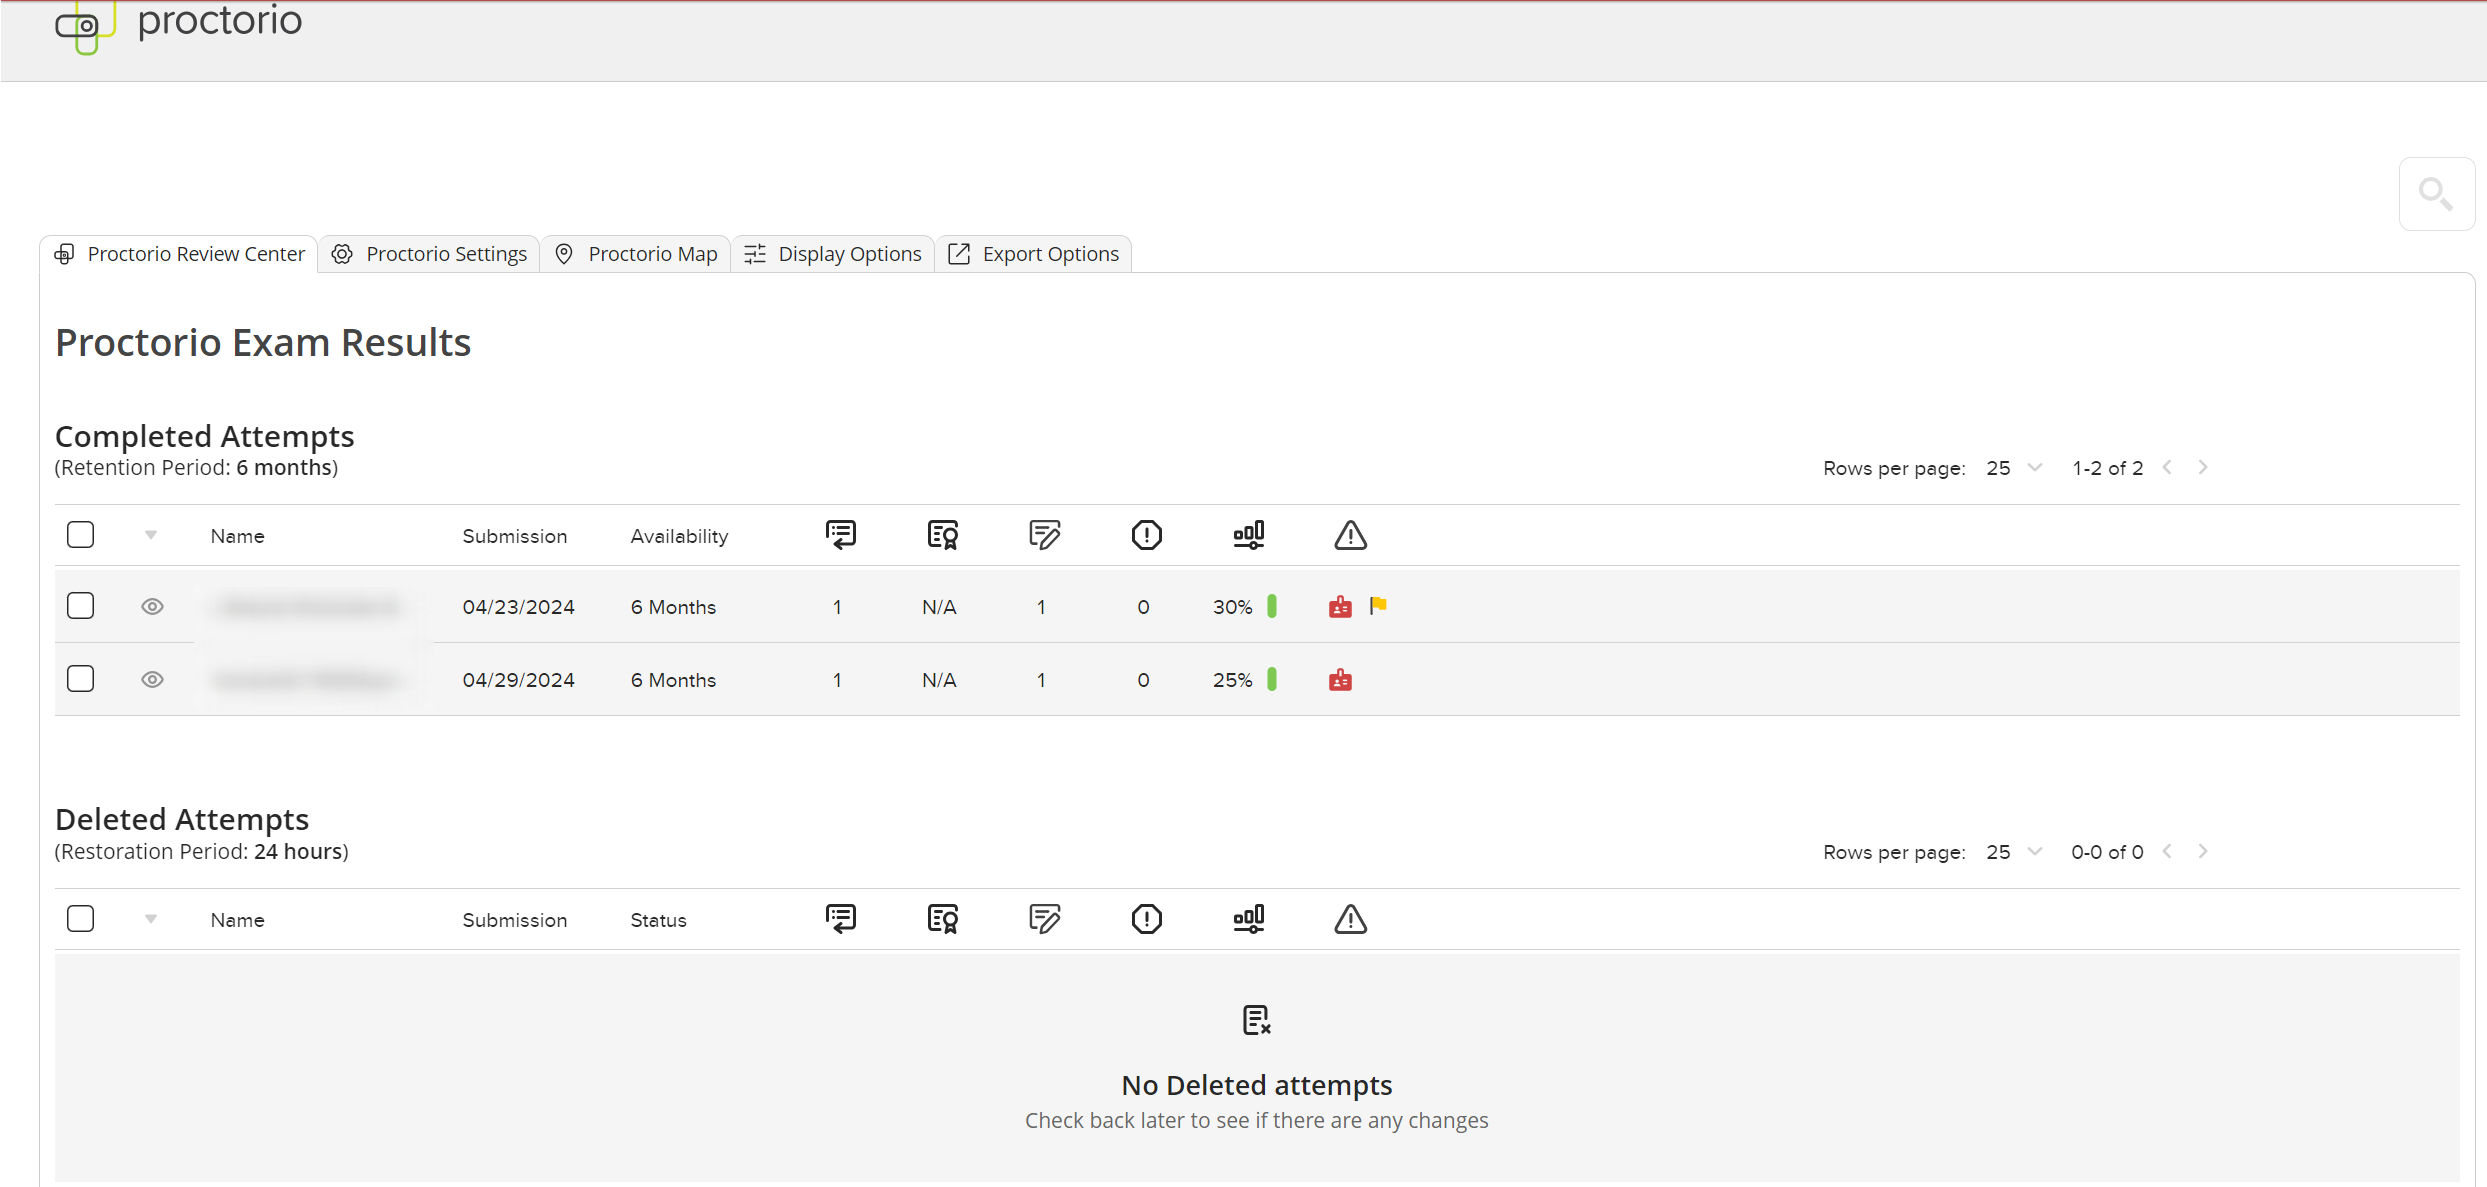 proctorio
Proctorio Review Center Proctorio Settings Proctorio Map Display Options Export Options
Proctorio Exam Results
Completed Attempts
(Retention Period: 6 months)
Rows per page: 25 1-2 of 2
Name Submission Availability
04/23/2024 6 Months 1 N/A 1 0 30%
04/29/2024 6 Months 1 N/A 1 0 25%
Deleted Attempts
(Restoration Period: 24 hours)
Rows per page: 25 0-0 of 0
Name Submission Status
No Deleted attempts
Check back later to see if there are any changes